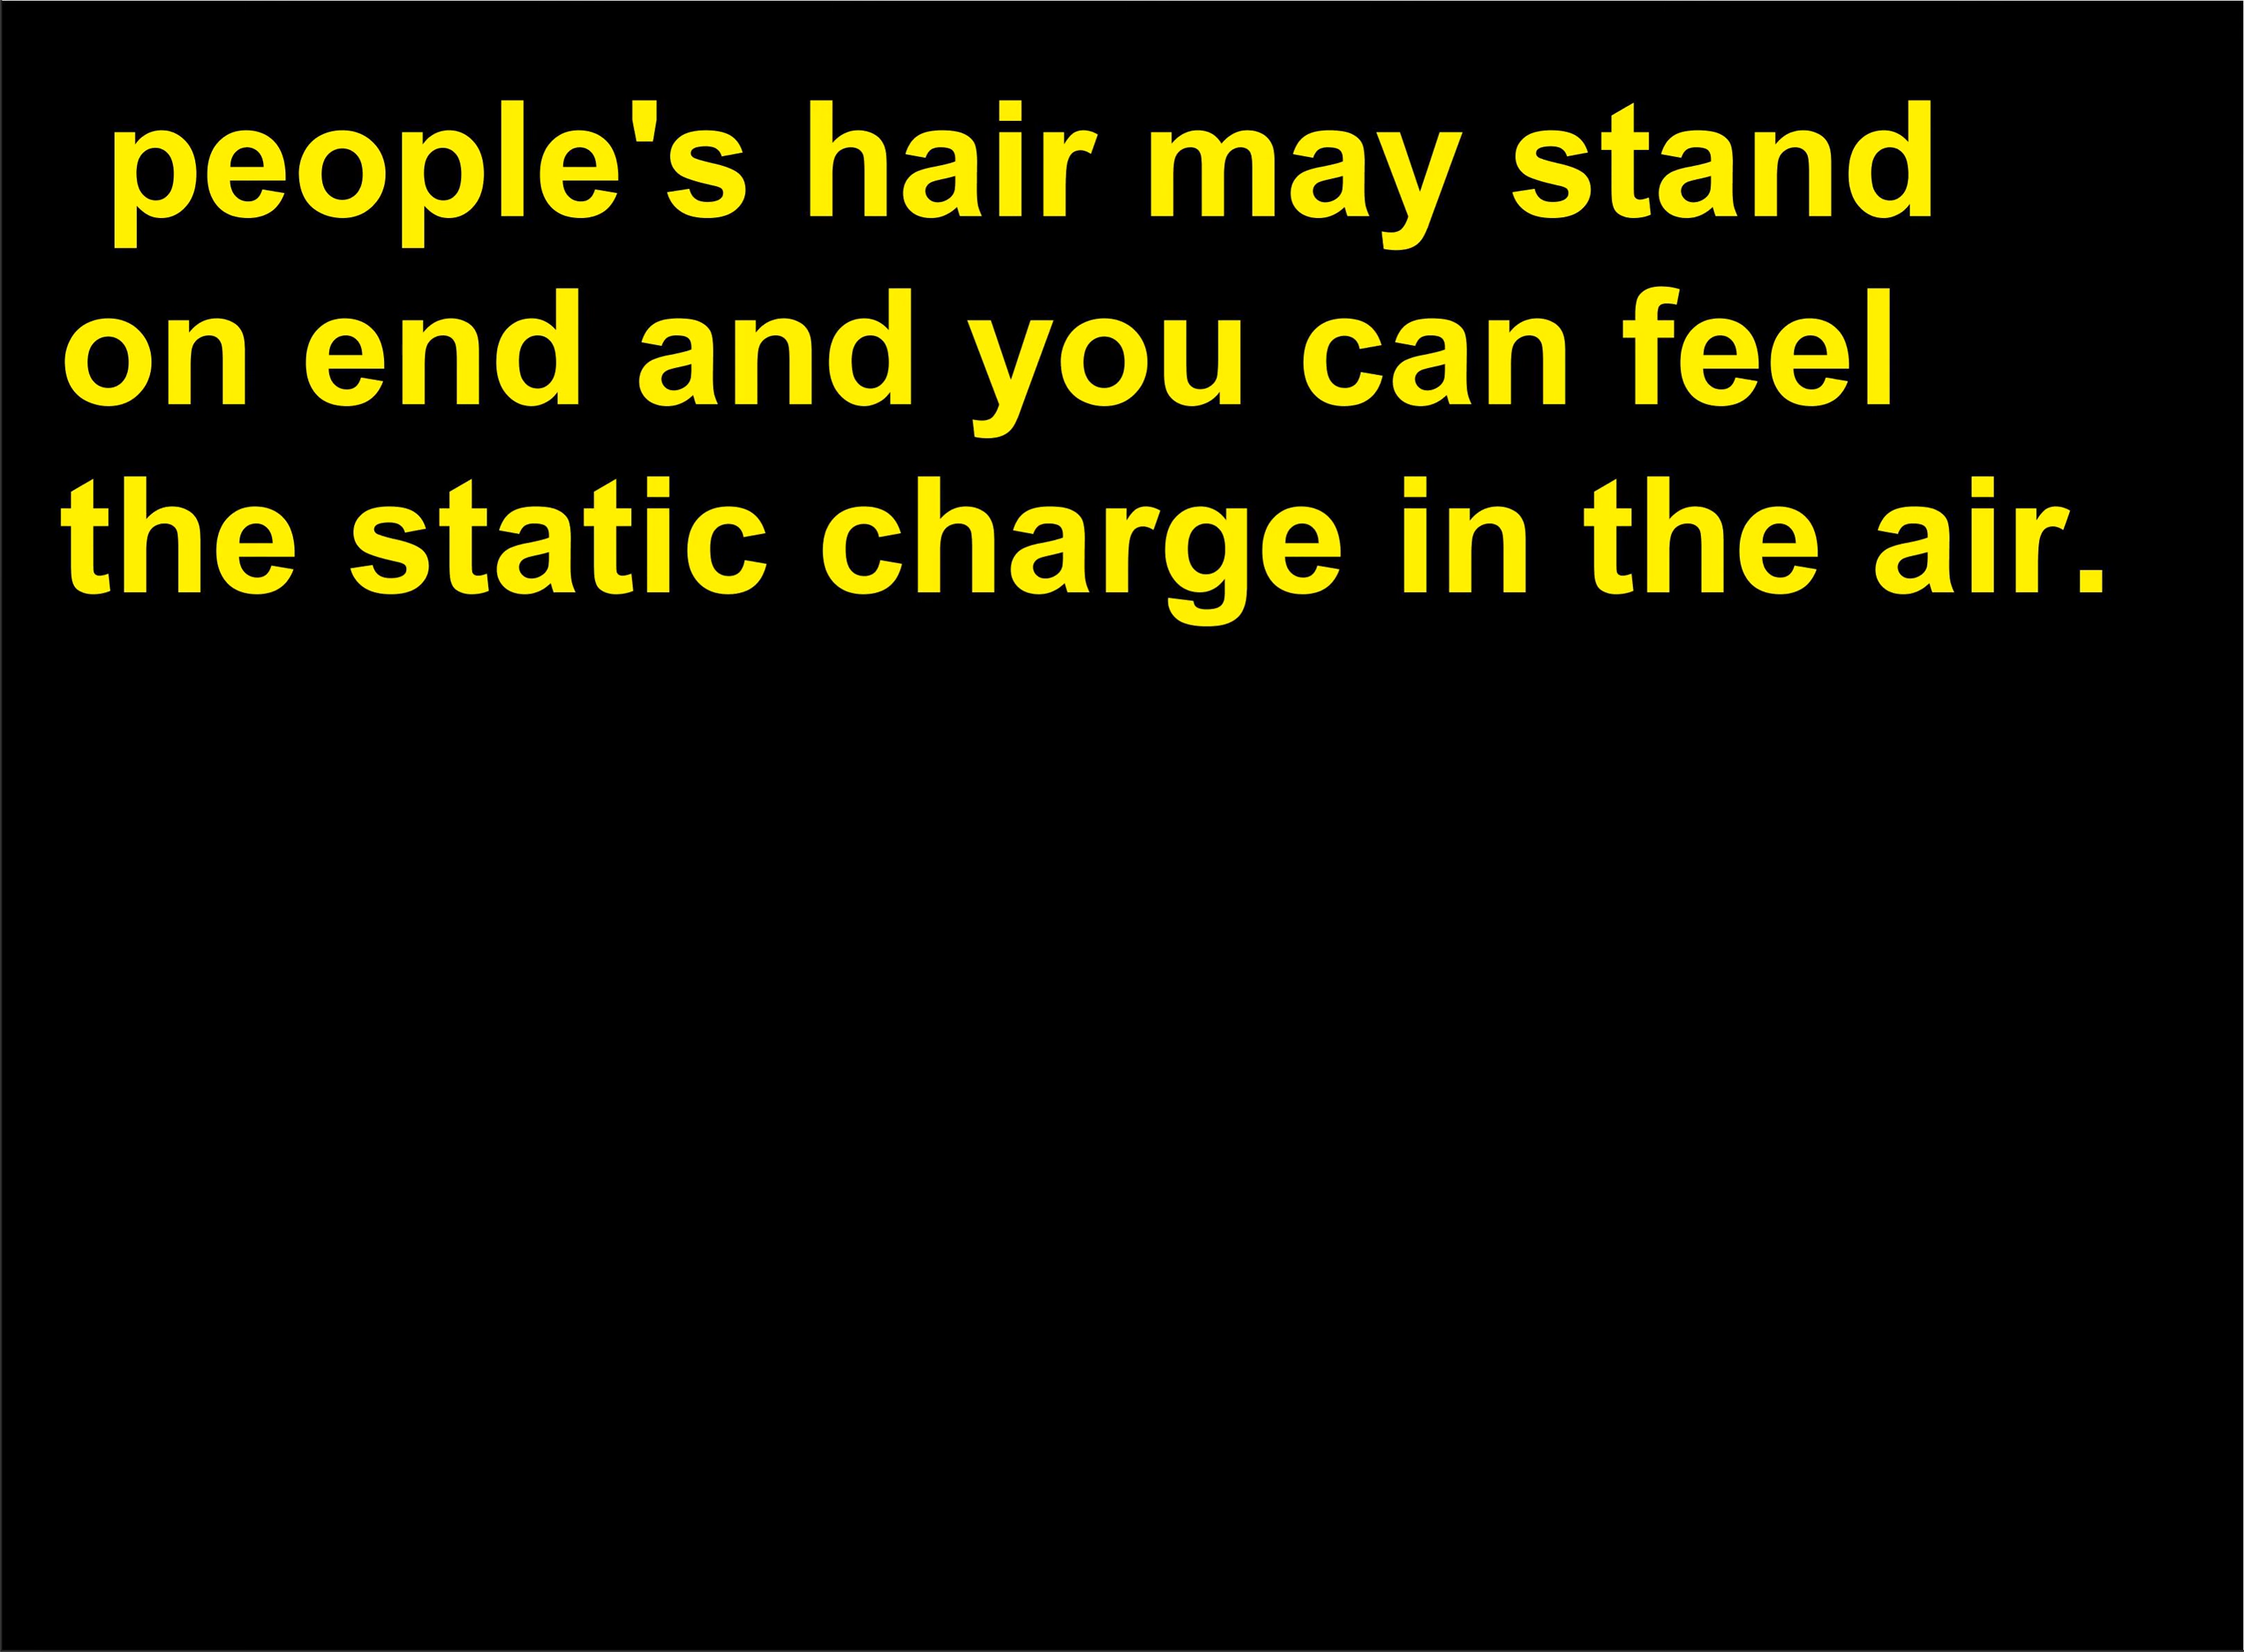 people's hair may stand
on end and you can feel
the static charge in the air.